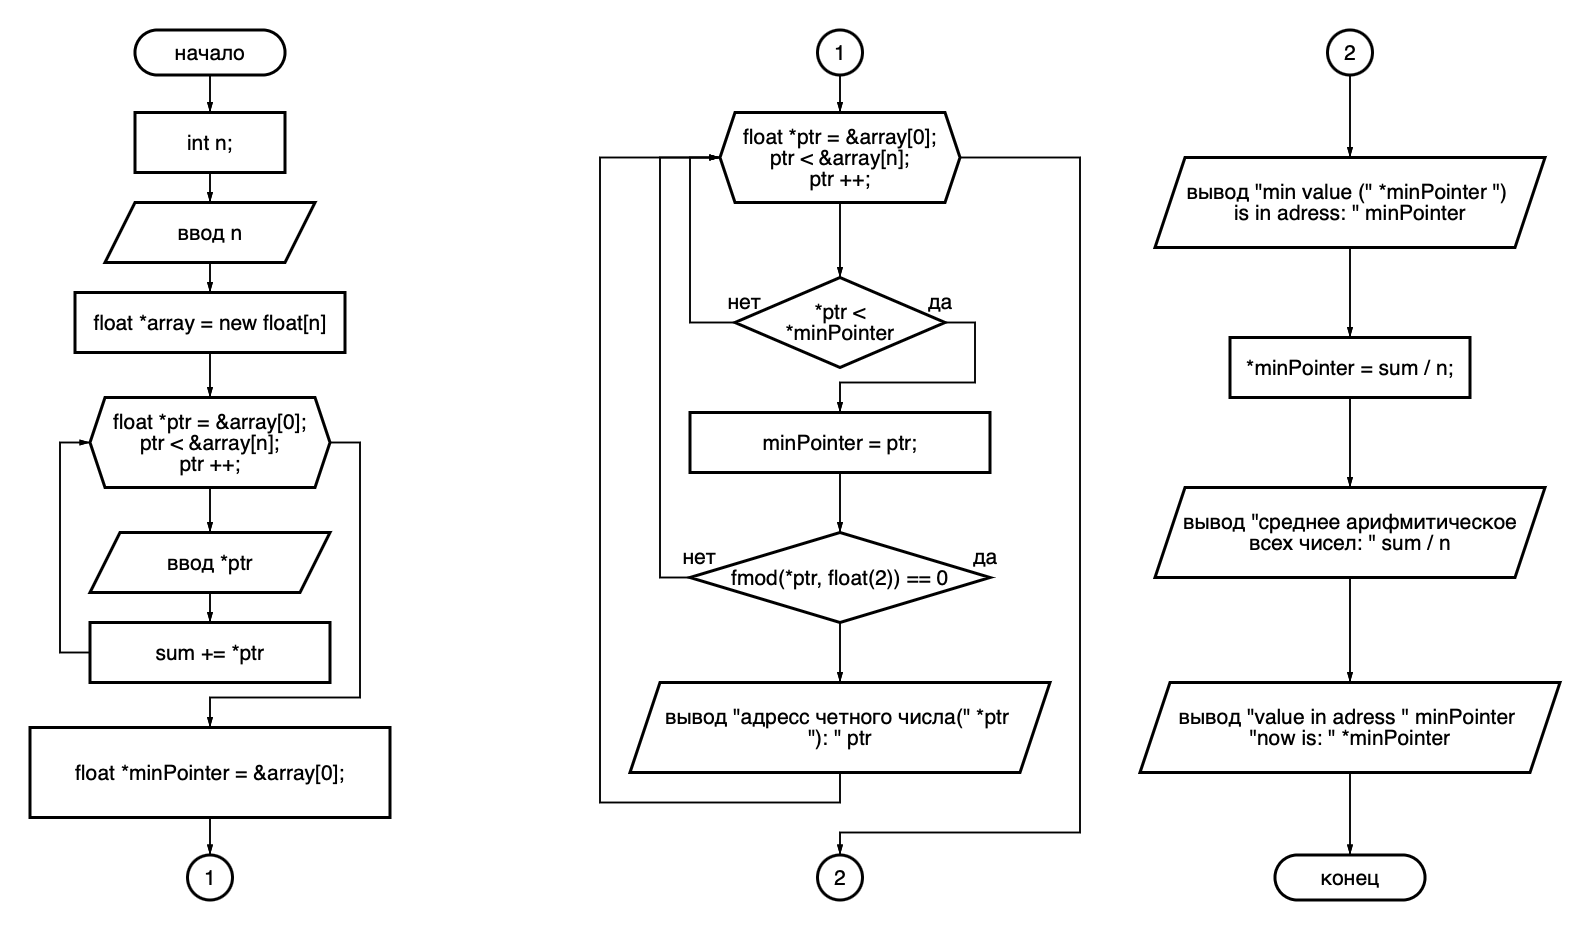 начало
int n;
ввод n
float *array = new float[n]
float *ptr = &array[0];
ptr < &array[n];
ptr ++;
ввод *ptr
sum += *ptr
float *minPointer = &array[0];
1
1
float *ptr = &array[0];
ptr < &array[n];
ptr ++;
нет
да
*ptr <
*minPointer
minPointer = ptr;
нет
да
fmod(*ptr, float(2)) == 0
вывод "адресс четного числа(" *ptr
"): " ptr
2
2
вывод "min value (" *minPointer ")
is in adress: " minPointer
*minPointer = sum / n;
вывод "среднее арифмитическое
всех чисел: " sum / n
вывод "value in adress " minPointer
"now is: " *minPointer
конец